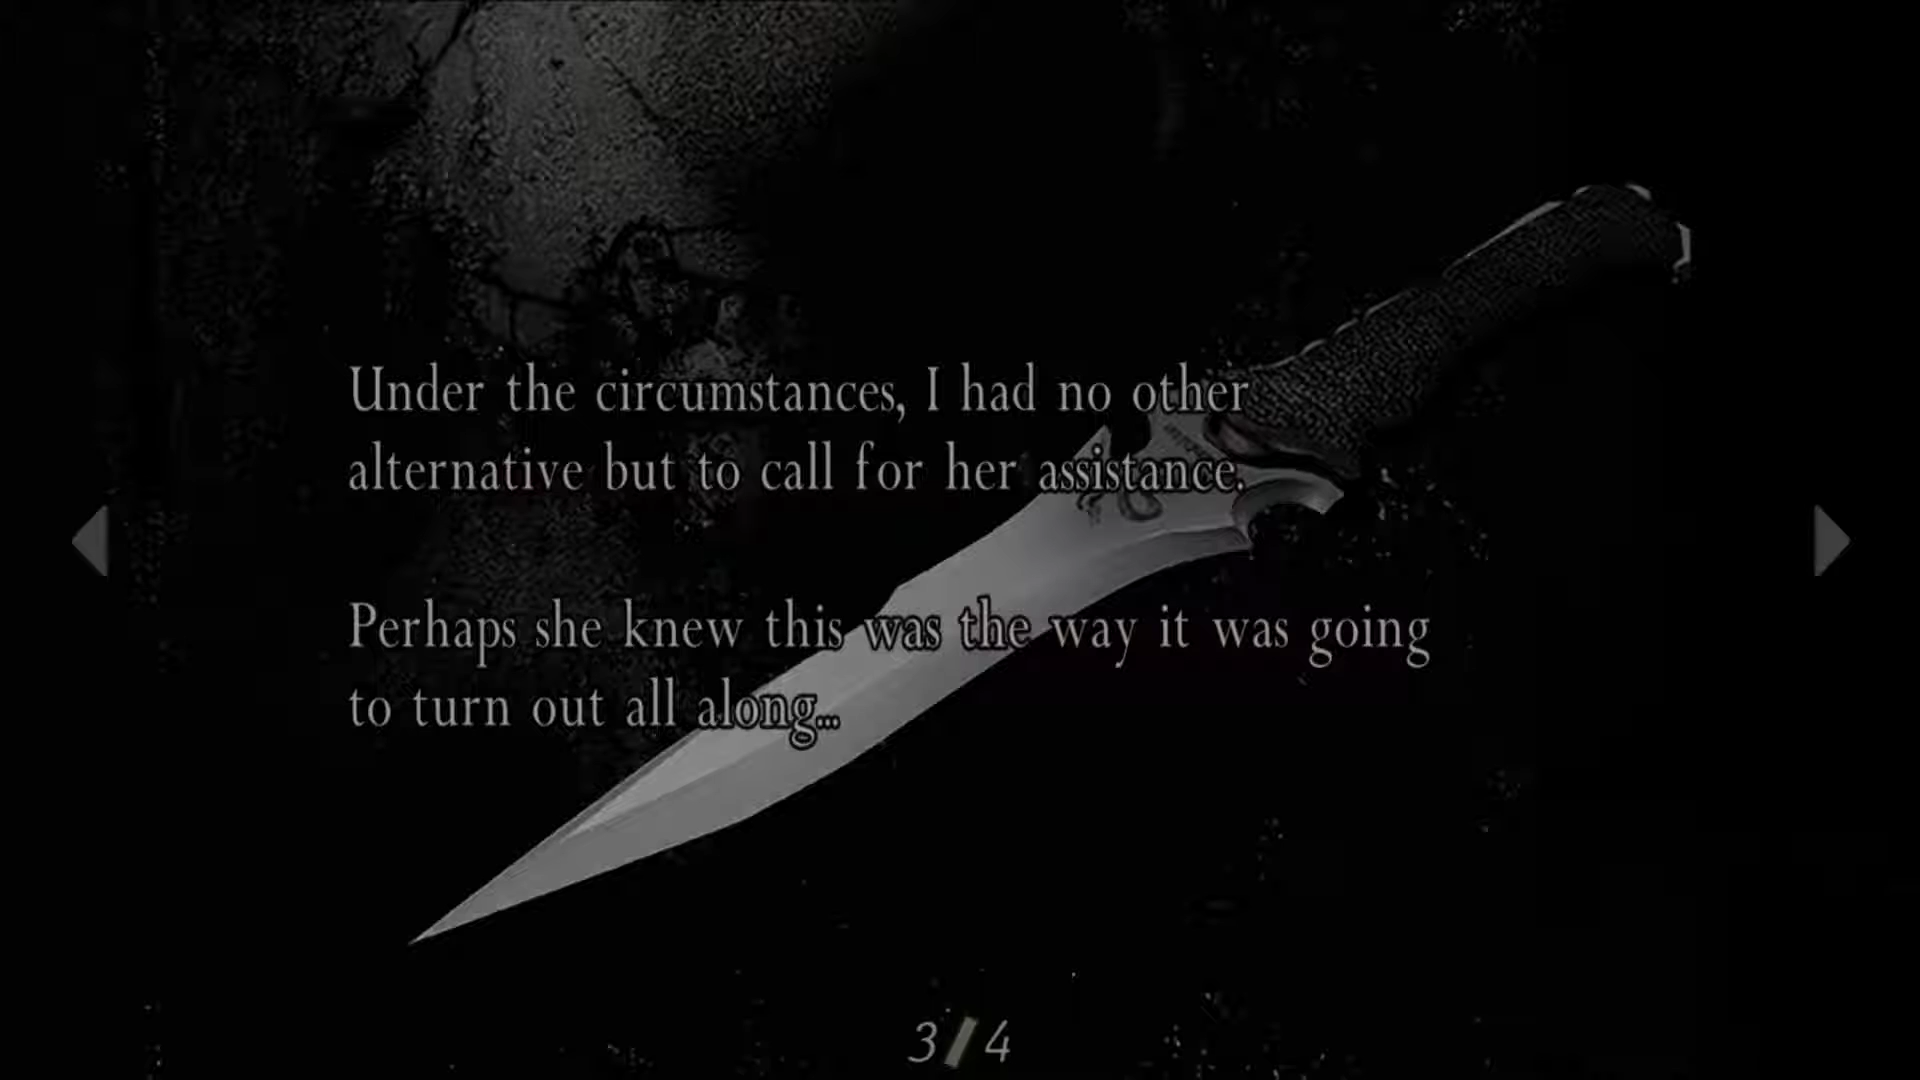 Under the circumstances, I had no other
alternative but to call for her assistance.
Perhaps she knew this was the way it was going
to turn out all along...
3/4